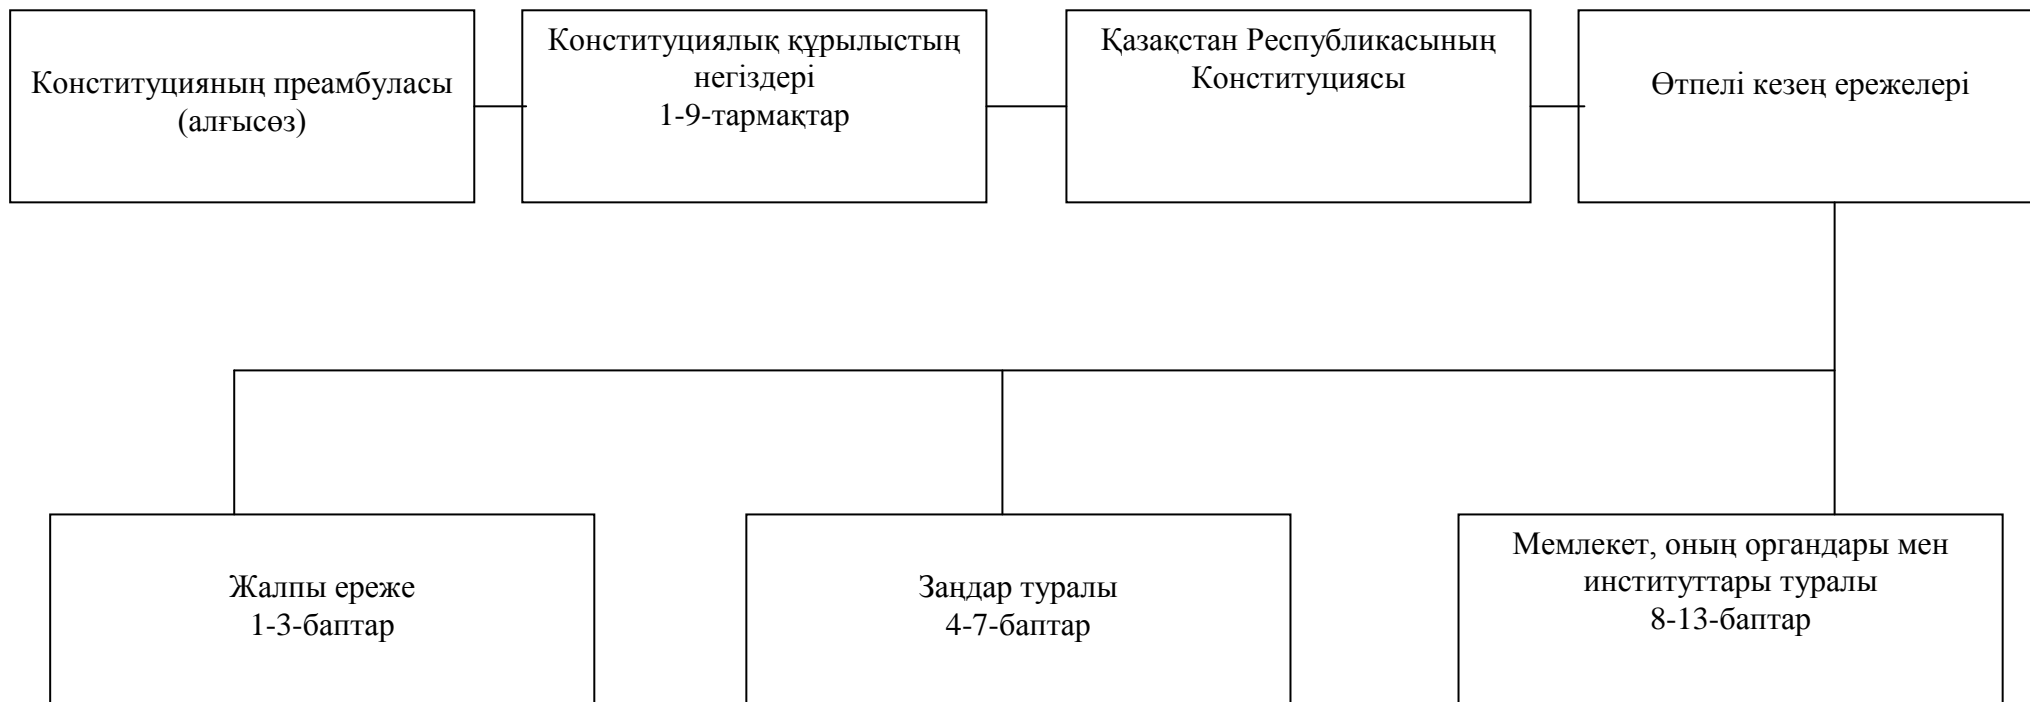 Конституцияның преамбуласы
(алғысөз)
Конституциялық құрылыстың
негіздері
1-9-тармақтар
Қазақстан Республикасының
Конституциясы
Өтпелі кезең ережелері
Жалпы ереже
1-3-баптар
Заңдар туралы
4-7-баптар
Мемлекет, оның органдары мен
институттары туралы
8-13-баптар